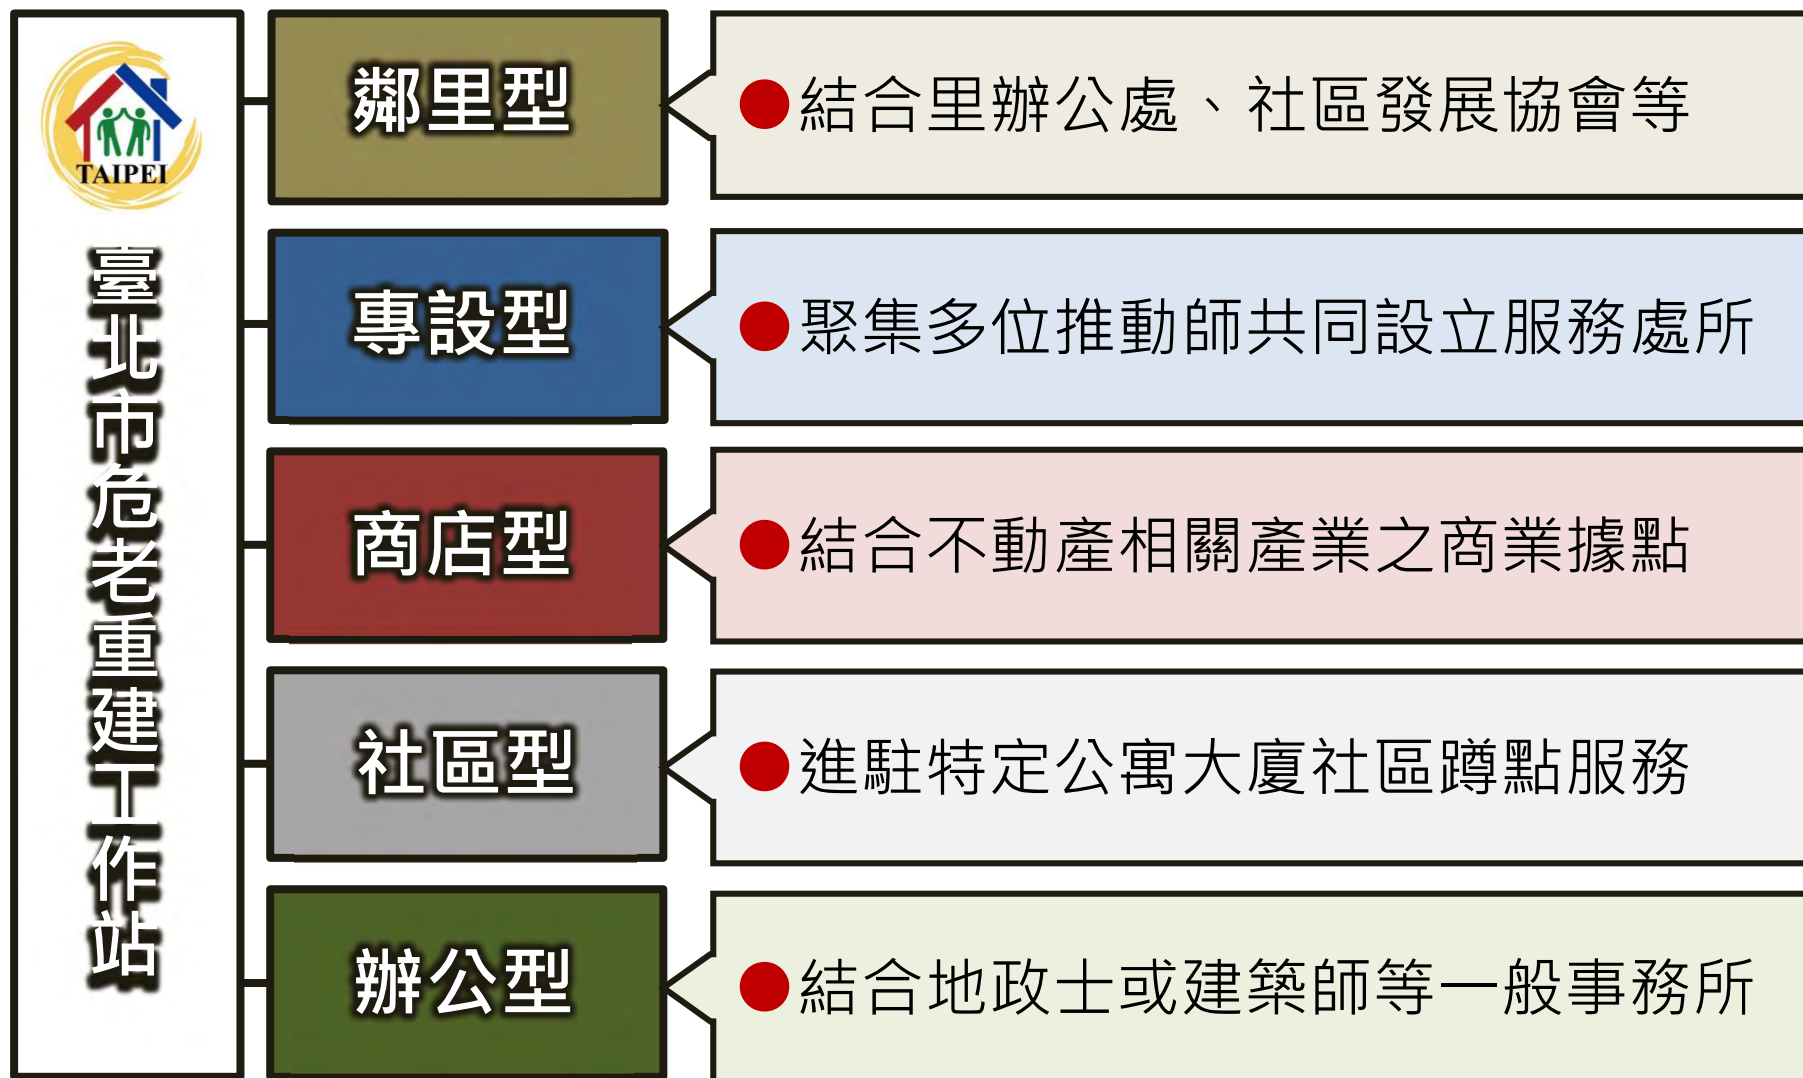 TAIPEI
臺北市危老重建工作站
鄰里型
●結合里辦公處、社區發展協會等
專設型
●聚集多位推動師共同設立服務處所
商店型
●結合不動產相關產業之商業據點
社區型
●進駐特定公寓大廈社區蹲點服務
辦公型
●結合地政士或建築師等一般事務所